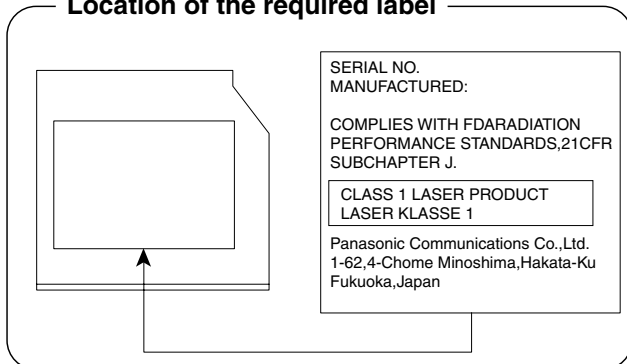 Location of the required label
SERIAL NO.
MANUFACTURED:
COMPLIES WITH FDARADIATION
PERFORMANCE STANDARDS,21CFR
SUBCHAPTER J.
CLASS 1 LASER PRODUCT
LASER KLASSE 1
Panasonic Communications Co.,Ltd.
1-62,4-Chome Minoshima,Hakata-Ku
Fukuoka,Japan